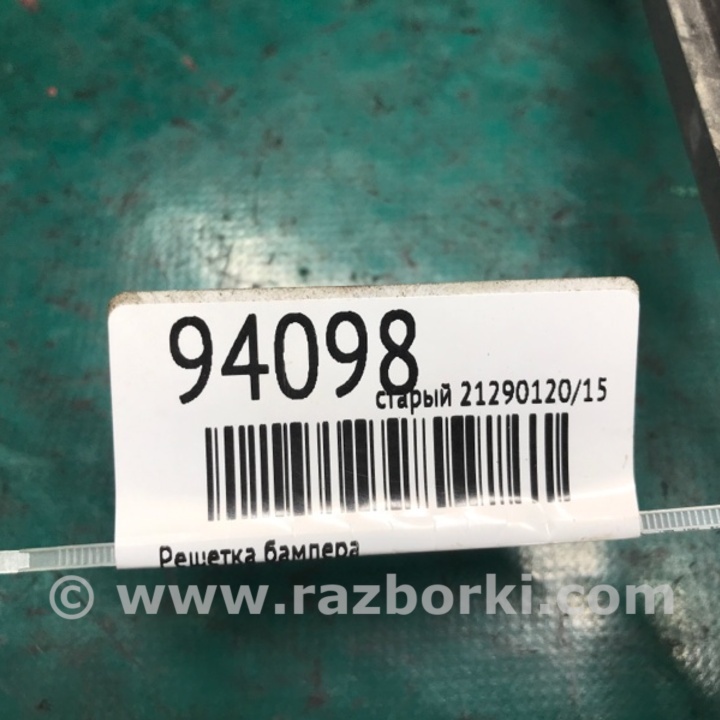 94098
старый 21290120/15
Решетка бампера
© www.razborki.com